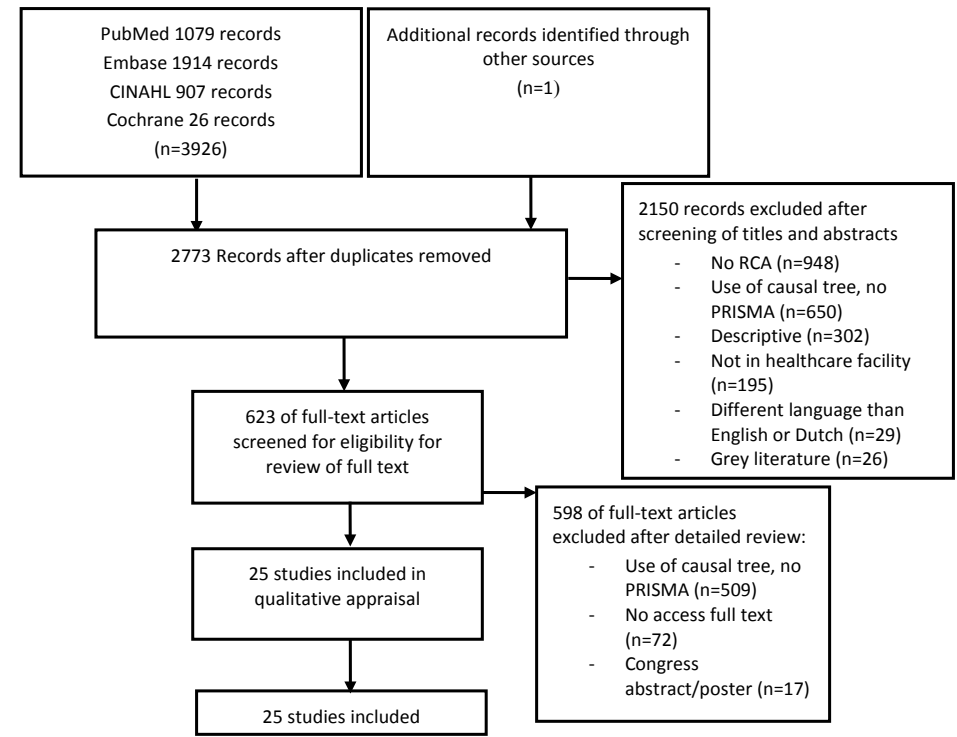 PubMed 1079 records
Embase 1914 records
CINAHL 907 records
Cochrane 26 records
(n=3926)
Additional records identified through
other sources
(n=1)
2773 Records after duplicates removed
2150 records excluded after
screening of titles and abstracts
- No RCA (n=948)
- Use of causal tree, no
PRISMA (n=650)
- Descriptive (n=302)
- Not in healthcare facility
(n=195)
- Different language than
English or Dutch (n=29)
- Grey literature (n=26)
623 of full-text articles
screened for eligibility for
review of full text
598 of full-text articles
excluded after detailed review:
- Use of causal tree, no
PRISMA (n=509)
- No access full text
(n=72)
- Congress
abstract/poster (n=17)
25 studies included in
qualitative appraisal
25 studies included